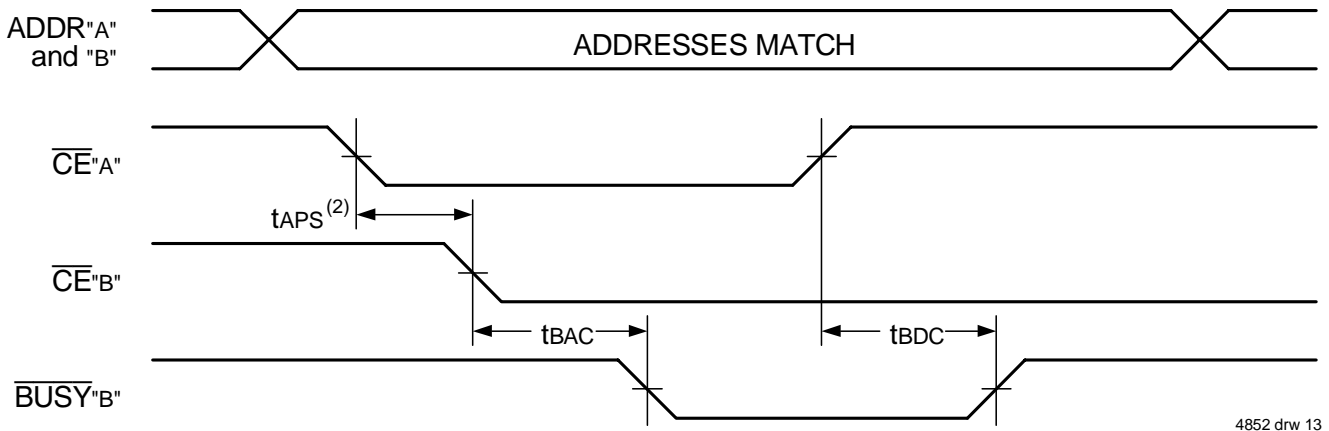 ADDR"A"
and "B"
ADDRESSES MATCH
CE"A"
tAPS(2)
CE"B"
tBAC
tBDC
BUSY"B"
4852 drw 13